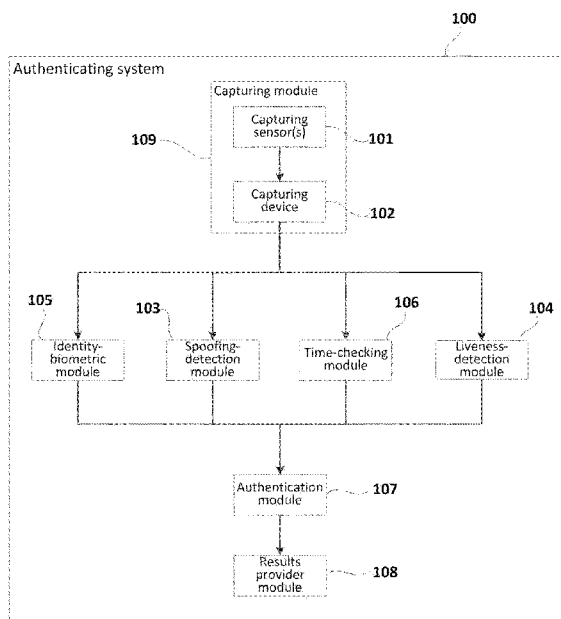 100
Authenticating system
Capturing module
Capturing
sensor(s)
101
109
Capturing
device
102
105
103
106
104
Identity-
biometric
module
Spoofing-
detection
module
Time-checking
module
Liveness-
detection
module
Authentication
module
107
Results
provider
module
108